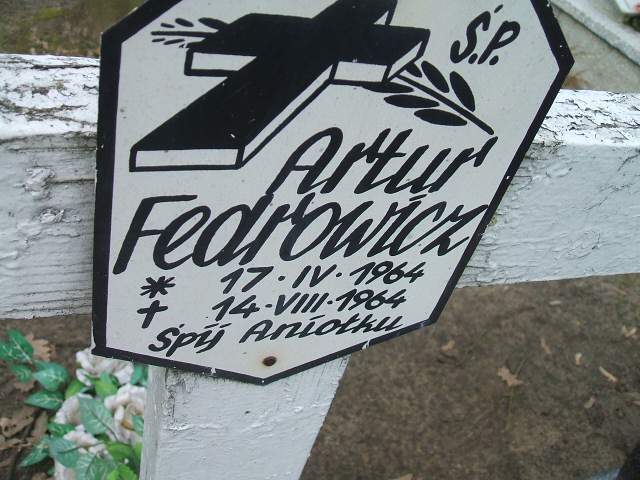 Ś.P.
Artur
Fedrowicz
* 17·IV·1964
+ 14·VIII·1964
Śpij Aniołku